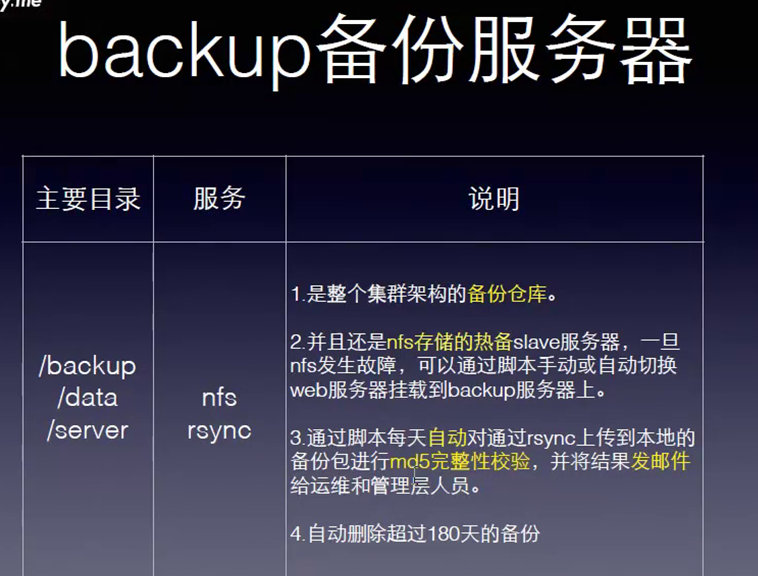 y.me
backup备份服务器
主要目录 服务 说明
/backup
/data
/server
nfs
rsync
1.是整个集群架构的备份仓库。
2.并且还是nfs存储的热备slave服务器，一旦
nfs发生故障，可以通过脚本手动或自动切换
web服务器挂载到backup服务器上。
3.通过脚本每天自动对通过rsync上传到本地的
备份包进行md5完整性校验，并将结果发邮件
给运维和管理层人员。
4.自动删除超过180天的备份